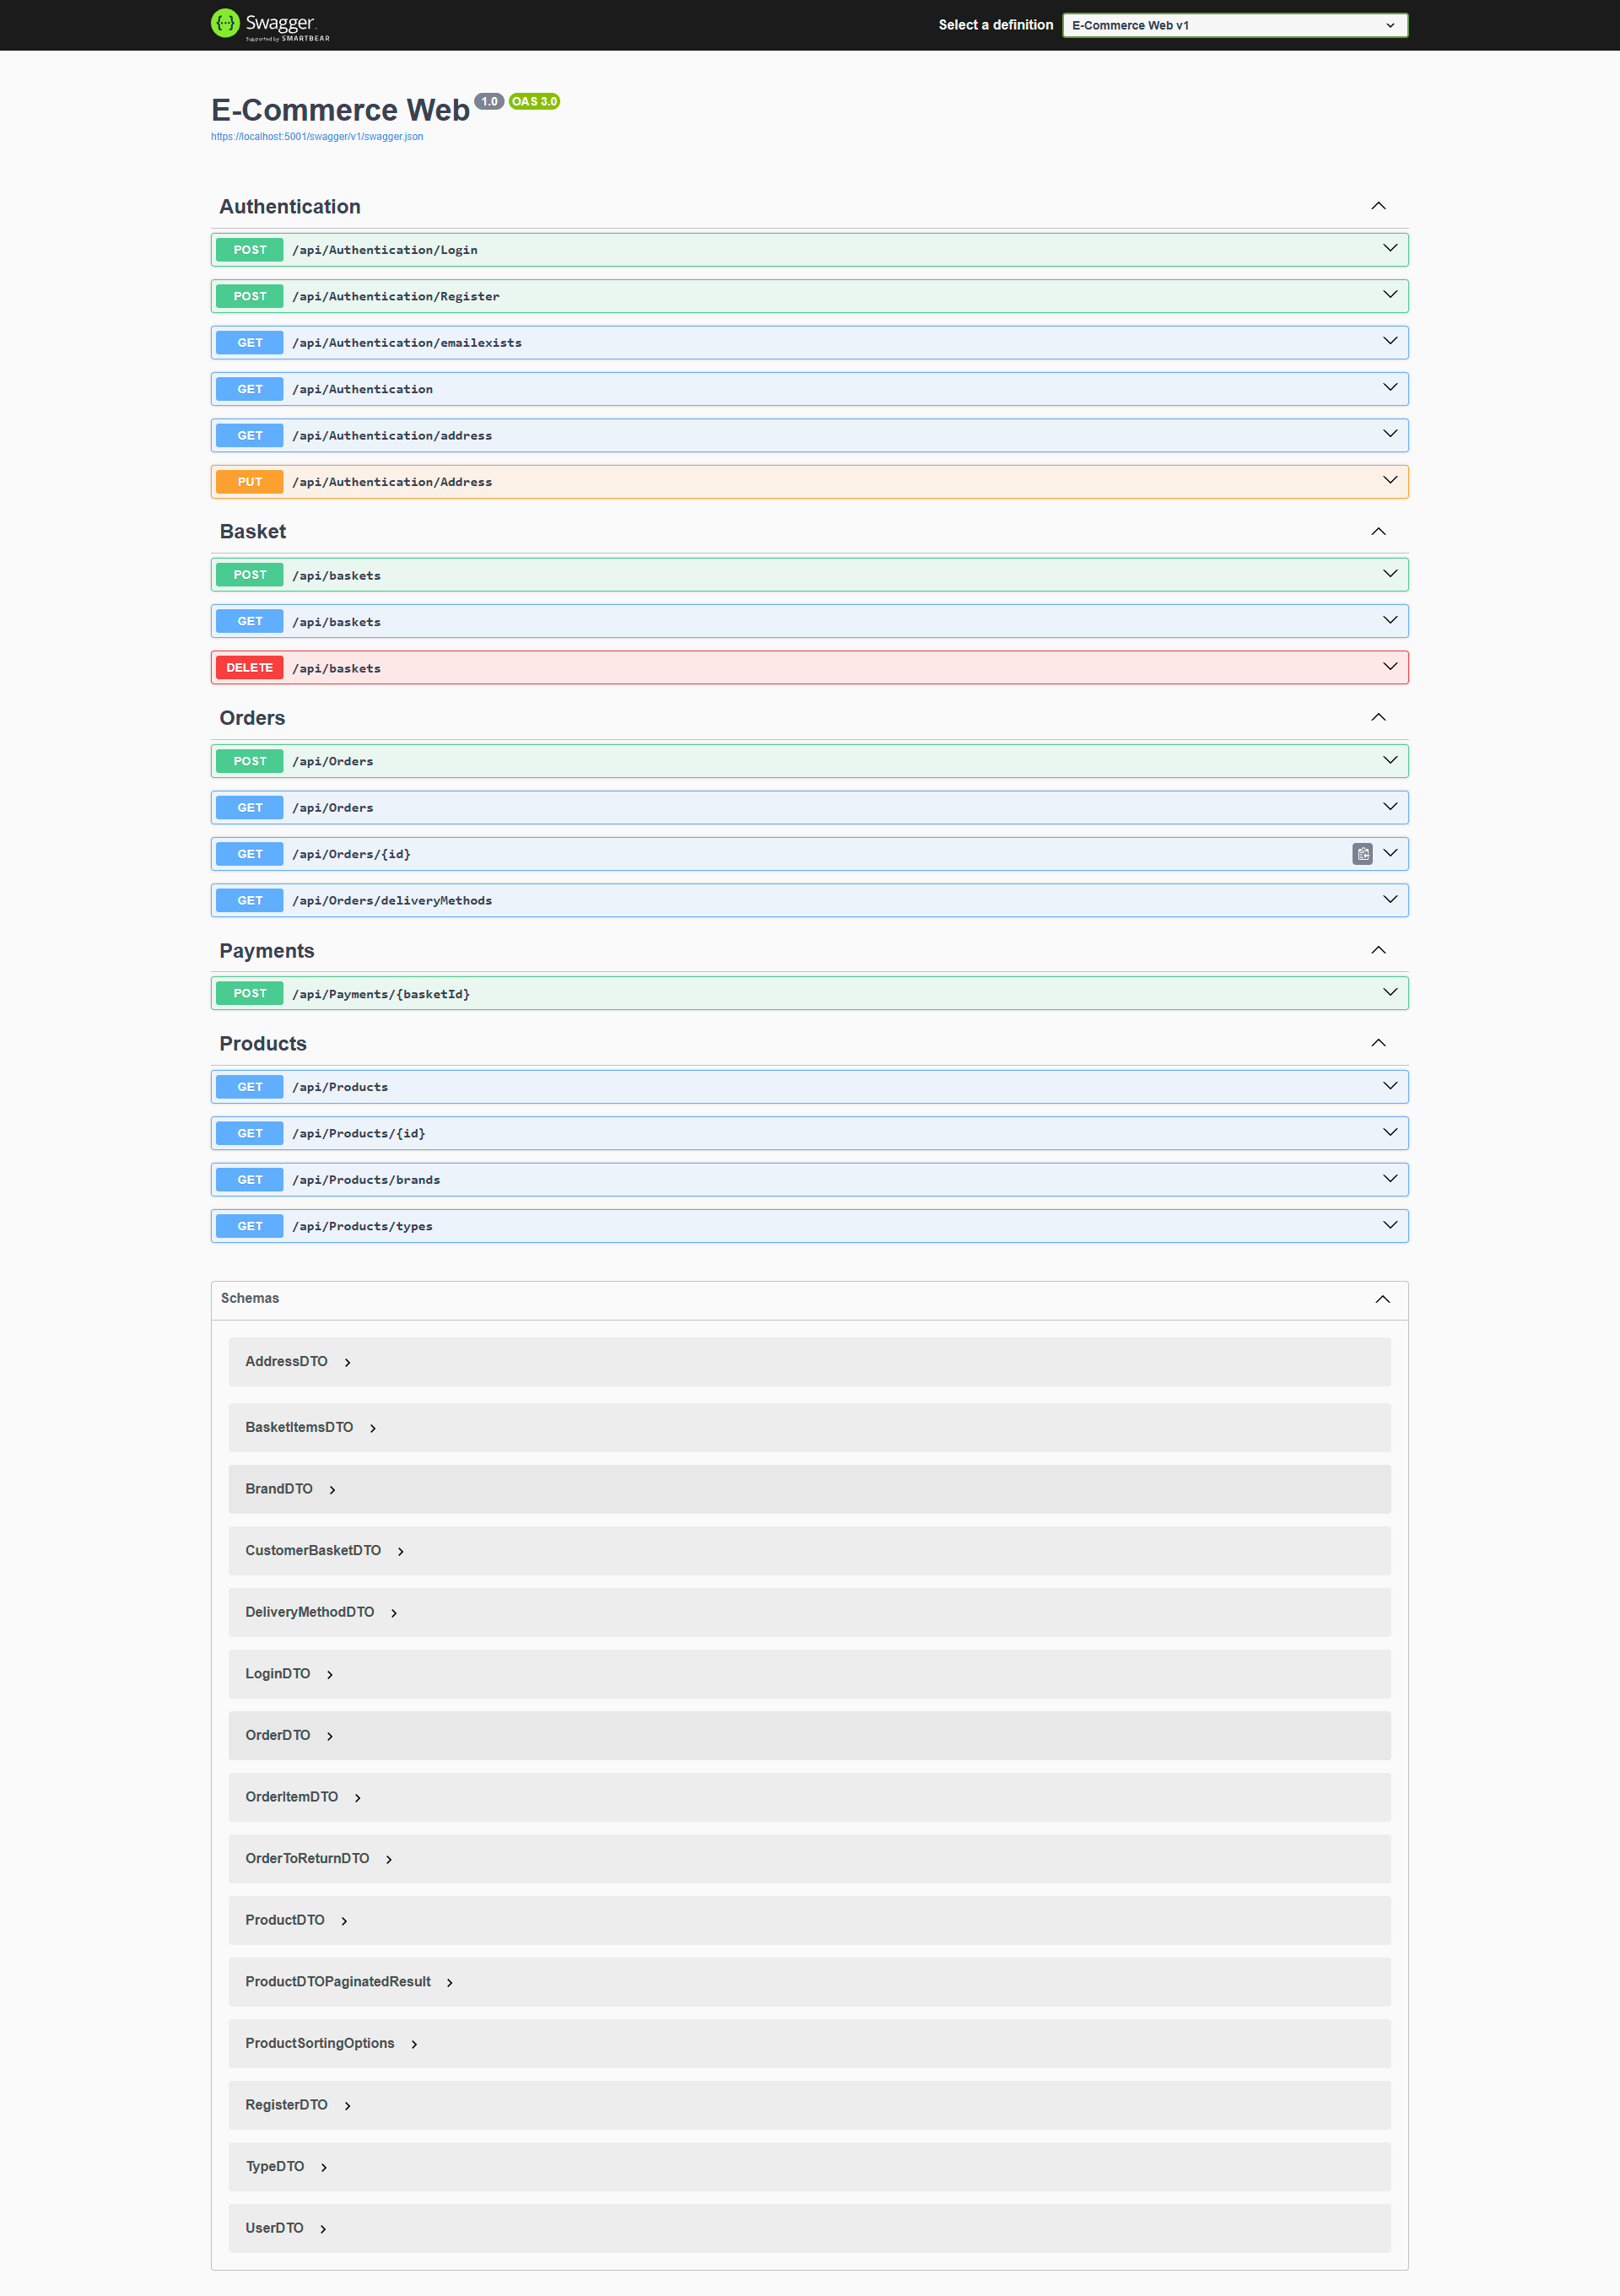 Swagger.
Supported by SMARTBEAR
Select a definition
E-Commerce Web v1
E-Commerce Web 1.0 OAS 3.0
https://localhost:5001/swagger/v1/swagger.json
Authentication
POST /api/Authentication/Login
POST /api/Authentication/Register
GET /api/Authentication/emailexists
GET /api/Authentication
GET /api/Authentication/address
PUT /api/Authentication/Address
Basket
POST /api/baskets
GET /api/baskets
DELETE /api/baskets
Orders
POST /api/Orders
GET /api/Orders
GET /api/Orders/{id}
GET /api/Orders/deliveryMethods
Payments
POST /api/Payments/{basketId}
Products
GET /api/Products
GET /api/Products/{id}
GET /api/Products/brands
GET /api/Products/types
Schemas
AddressDTO
BasketItemsDTO
BrandDTO
CustomerBasketDTO
DeliveryMethodDTO
LoginDTO
OrderDTO
OrderItemDTO
OrderToReturnDTO
ProductDTO
ProductDTOPaginatedResult
ProductSortingOptions
RegisterDTO
TypeDTO
UserDTO